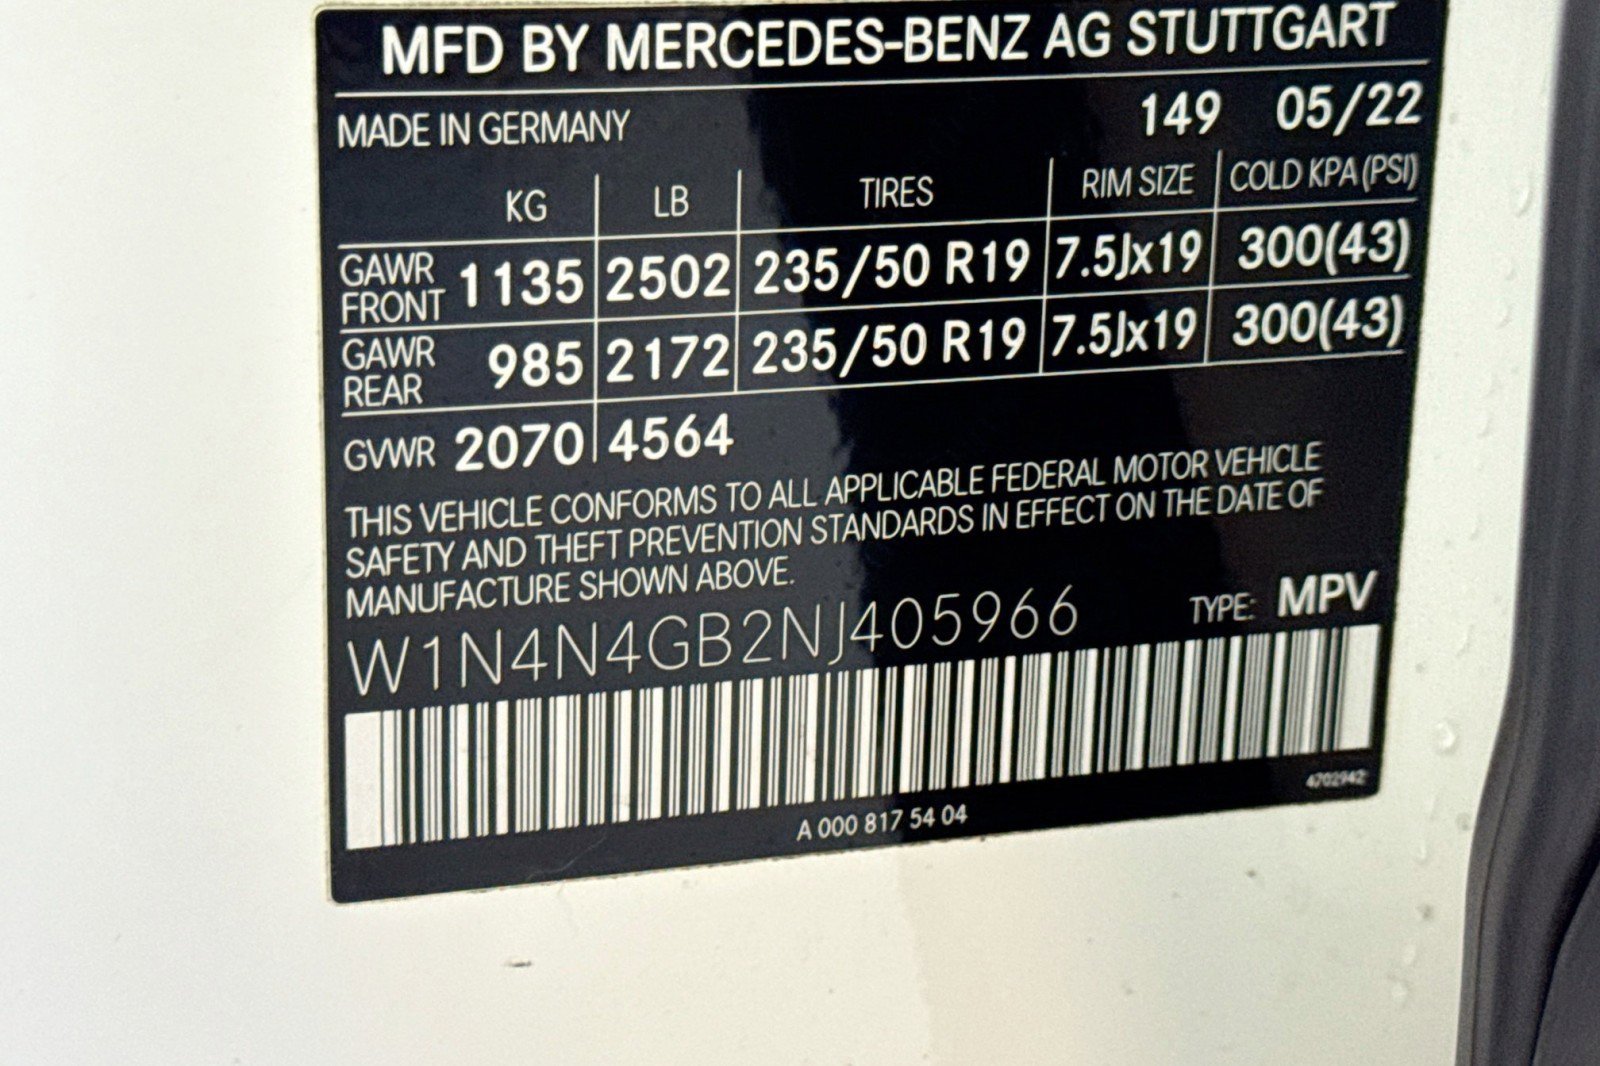 MFD BY MERCEDES-BENZ AG STUTTGART
MADE IN GERMANY 149 05/22
KG LB TIRES RIM SIZE COLD KPA (PSI)
GAWR FRONT 1135 2502 235/50 R19 7.5Jx19 300(43)
GAWR REAR 985 2172 235/50 R19 7.5Jx19 300(43)
GVWR 2070 4564
THIS VEHICLE CONFORMS TO ALL APPLICABLE FEDERAL MOTOR VEHICLE
SAFETY AND THEFT PREVENTION STANDARDS IN EFFECT ON THE DATE OF
MANUFACTURE SHOWN ABOVE.
W1N4N4GB2NJ405966 TYPE: MPV
4702942
A 000 817 54 04